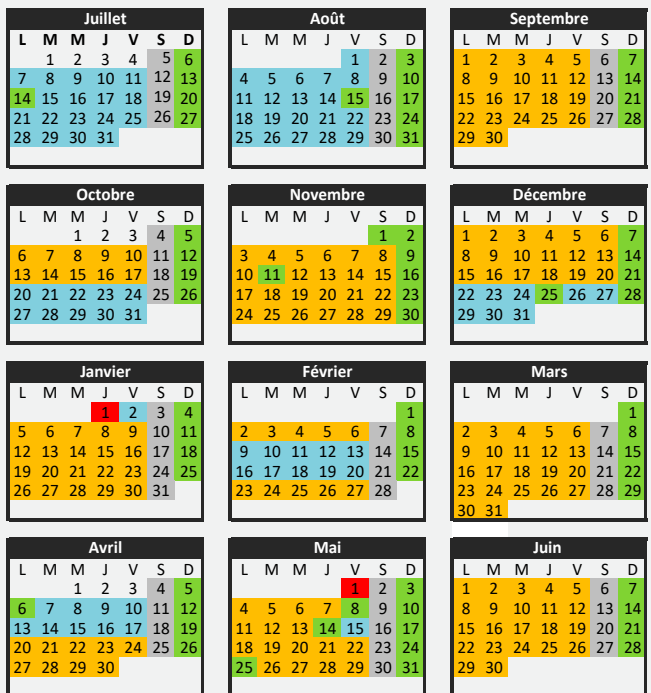 Juillet
L M M J V S D
1 2 3 4 5 6
7 8 9 10 11 12 13
14 15 16 17 18 19 20
21 22 23 24 25 26 27
28 29 30 31
Août
L M M J V S D
1 2 3
4 5 6 7 8 9 10
11 12 13 14 15 16 17
18 19 20 21 22 23 24
25 26 27 28 29 30 31
Septembre
L M M J V S D
1 2 3 4 5 6 7
8 9 10 11 12 13 14
15 16 17 18 19 20 21
22 23 24 25 26 27 28
29 30
Octobre
L M M J V S D
1 2 3 4 5
6 7 8 9 10 11 12
13 14 15 16 17 18 19
20 21 22 23 24 25 26
27 28 29 30 31
Novembre
L M M J V S D
1 2
3 4 5 6 7 8 9
10 11 12 13 14 15 16
17 18 19 20 21 22 23
24 25 26 27 28 29 30
Décembre
L M M J V S D
1 2 3 4 5 6 7
8 9 10 11 12 13 14
15 16 17 18 19 20 21
22 23 24 25 26 27 28
29 30 31
Janvier
L M M J V S D
1 2 3 4
5 6 7 8 9 10 11
12 13 14 15 16 17 18
19 20 21 22 23 24 25
26 27 28 29 30 31
Février
L M M J V S D
1
2 3 4 5 6 7 8
9 10 11 12 13 14 15
16 17 18 19 20 21 22
23 24 25 26 27 28
Mars
L M M J V S D
1
2 3 4 5 6 7 8
9 10 11 12 13 14 15
16 17 18 19 20 21 22
23 24 25 26 27 28 29
30 31
Avril
L M M J V S D
1 2 3 4 5
6 7 8 9 10 11 12
13 14 15 16 17 18 19
20 21 22 23 24 25 26
27 28 29 30
Mai
L M M J V S D
1 2 3
4 5 6 7 8 9 10
11 12 13 14 15 16 17
18 19 20 21 22 23 24
25 26 27 28 29 30 31
Juin
L M M J V S D
1 2 3 4 5 6 7
8 9 10 11 12 13 14
15 16 17 18 19 20 21
22 23 24 25 26 27 28
29 30